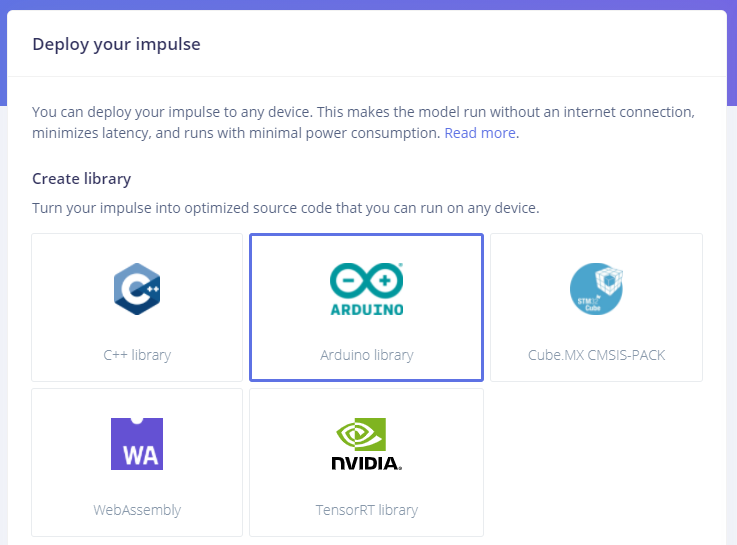 Deploy your impulse
You can deploy your impulse to any device. This makes the model run without an internet connection,
minimizes latency, and runs with minimal power consumption. Read more.
Create library
Turn your impulse into optimized source code that you can run on any device.
C++
ARDUINO
STM32
Cube
C++ library
Arduino library
Cube.MX CMSIS-PACK
WA
NVIDIA.
WebAssembly
TensorRT library